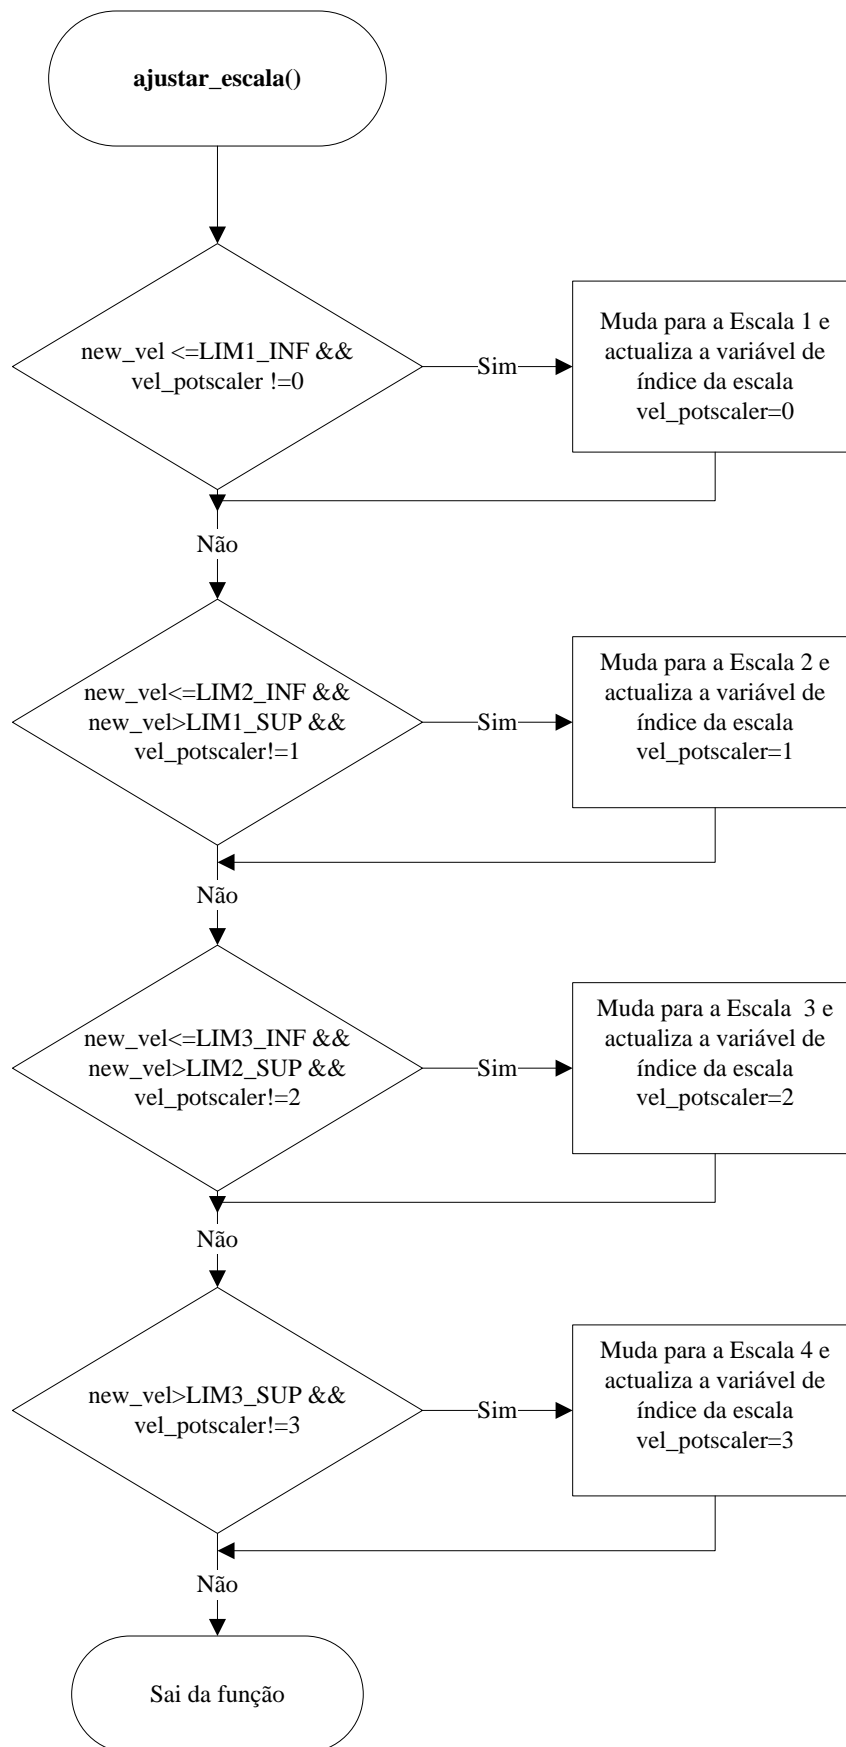 ajustar_escala()
new_vel <=LIM1_INF &&
vel_potscaler !=0
Sim
Muda para a Escala 1 e
actualiza a variável de
índice da escala
vel_potscaler=0
Não
new_vel<=LIM2_INF &&
new_vel>LIM1_SUP &&
vel_potscaler!=1
Sim
Muda para a Escala 2 e
actualiza a variável de
índice da escala
vel_potscaler=1
Não
new_vel<=LIM3_INF &&
new_vel>LIM2_SUP &&
vel_potscaler!=2
Sim
Muda para a Escala  3 e
actualiza a variável de
índice da escala
vel_potscaler=2
Não
new_vel>LIM3_SUP &&
vel_potscaler!=3
Sim
Muda para a Escala 4 e
actualiza a variável de
índice da escala
vel_potscaler=3
Não
Sai da função